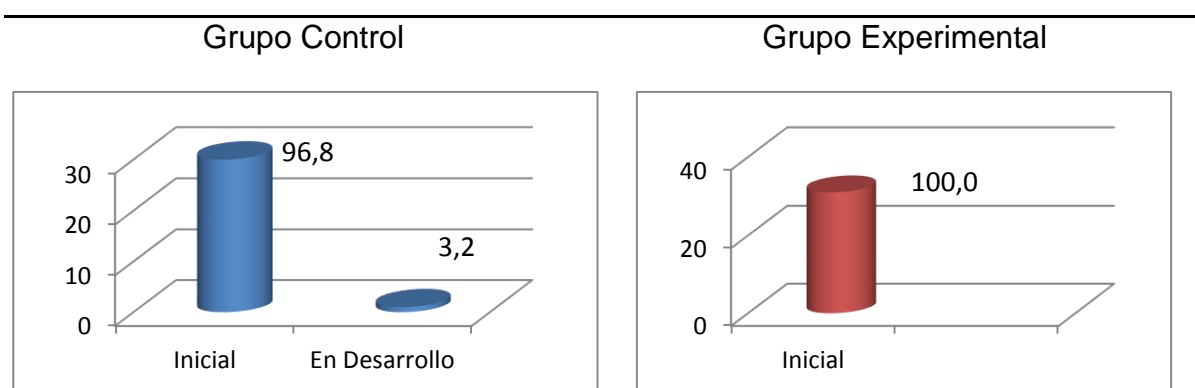 Grupo Control
Grupo Experimental
30
20
10
0
96,8
3,2
Inicial
En Desarrollo
40
20
0
100,0
Inicial